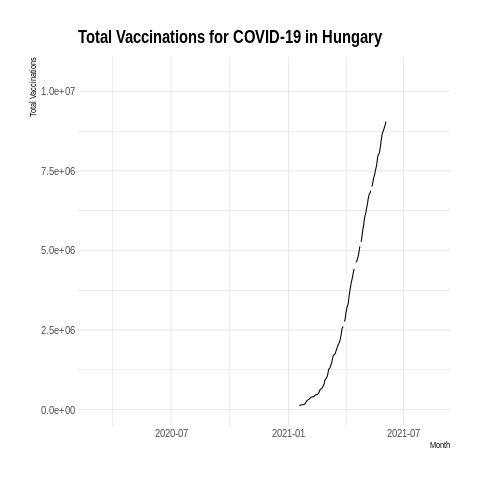 Total Vaccinations for COVID-19 in Hungary
Total Vaccinations
1.0e+07
7.5e+06
5.0e+06
2.5e+06
0.0e+00
2020-07 2021-01 2021-07
Month